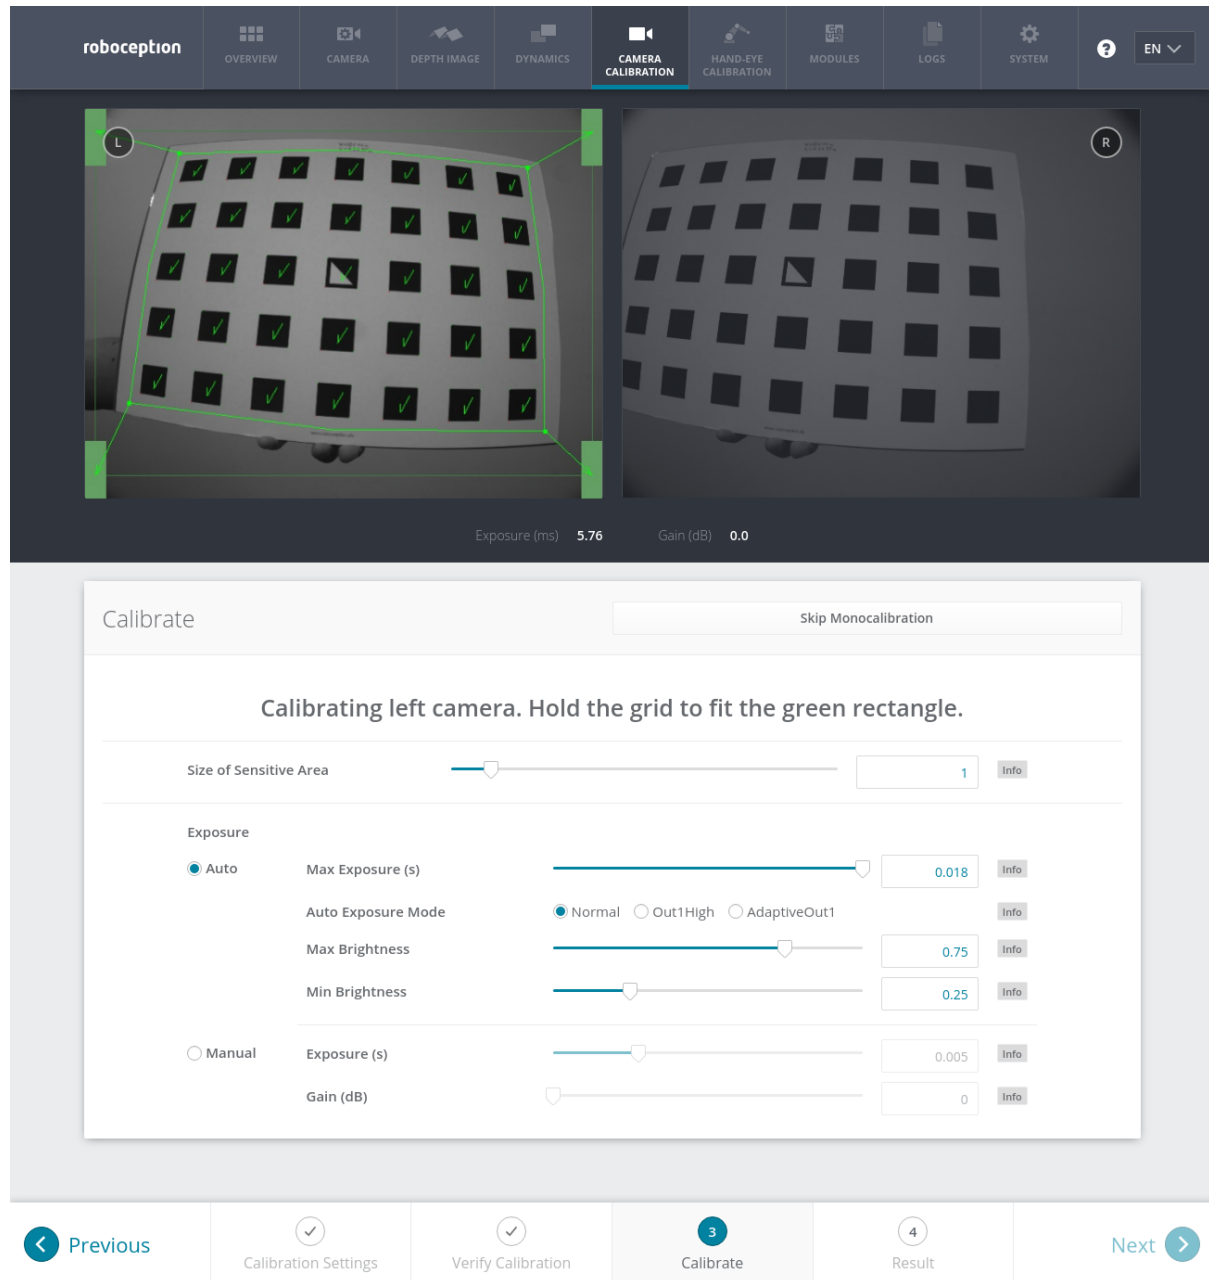 roboception
OVERVIEW
CAMERA
DEPTH IMAGE
DYNAMICS
CAMERA
CALIBRATION
HAND-EYE
CALIBRATION
MODULES
LOGS
SYSTEM
?
EN
L
R
Exposure (ms) 5.76 Gain (dB) 0.0
Calibrate
Skip Monocalibration
Calibrating left camera. Hold the grid to fit the green rectangle.
Size of Sensitive Area 1 Info
Exposure
Auto Max Exposure (s) 0.018 Info
Auto Exposure Mode Normal Out1High AdaptiveOut1 Info
Max Brightness 0.75 Info
Min Brightness 0.25 Info
Manual Exposure (s) 0.005 Info
Gain (dB) 0 Info
Previous
Calibration Settings
Verify Calibration
3
Calibrate
4
Result
Next